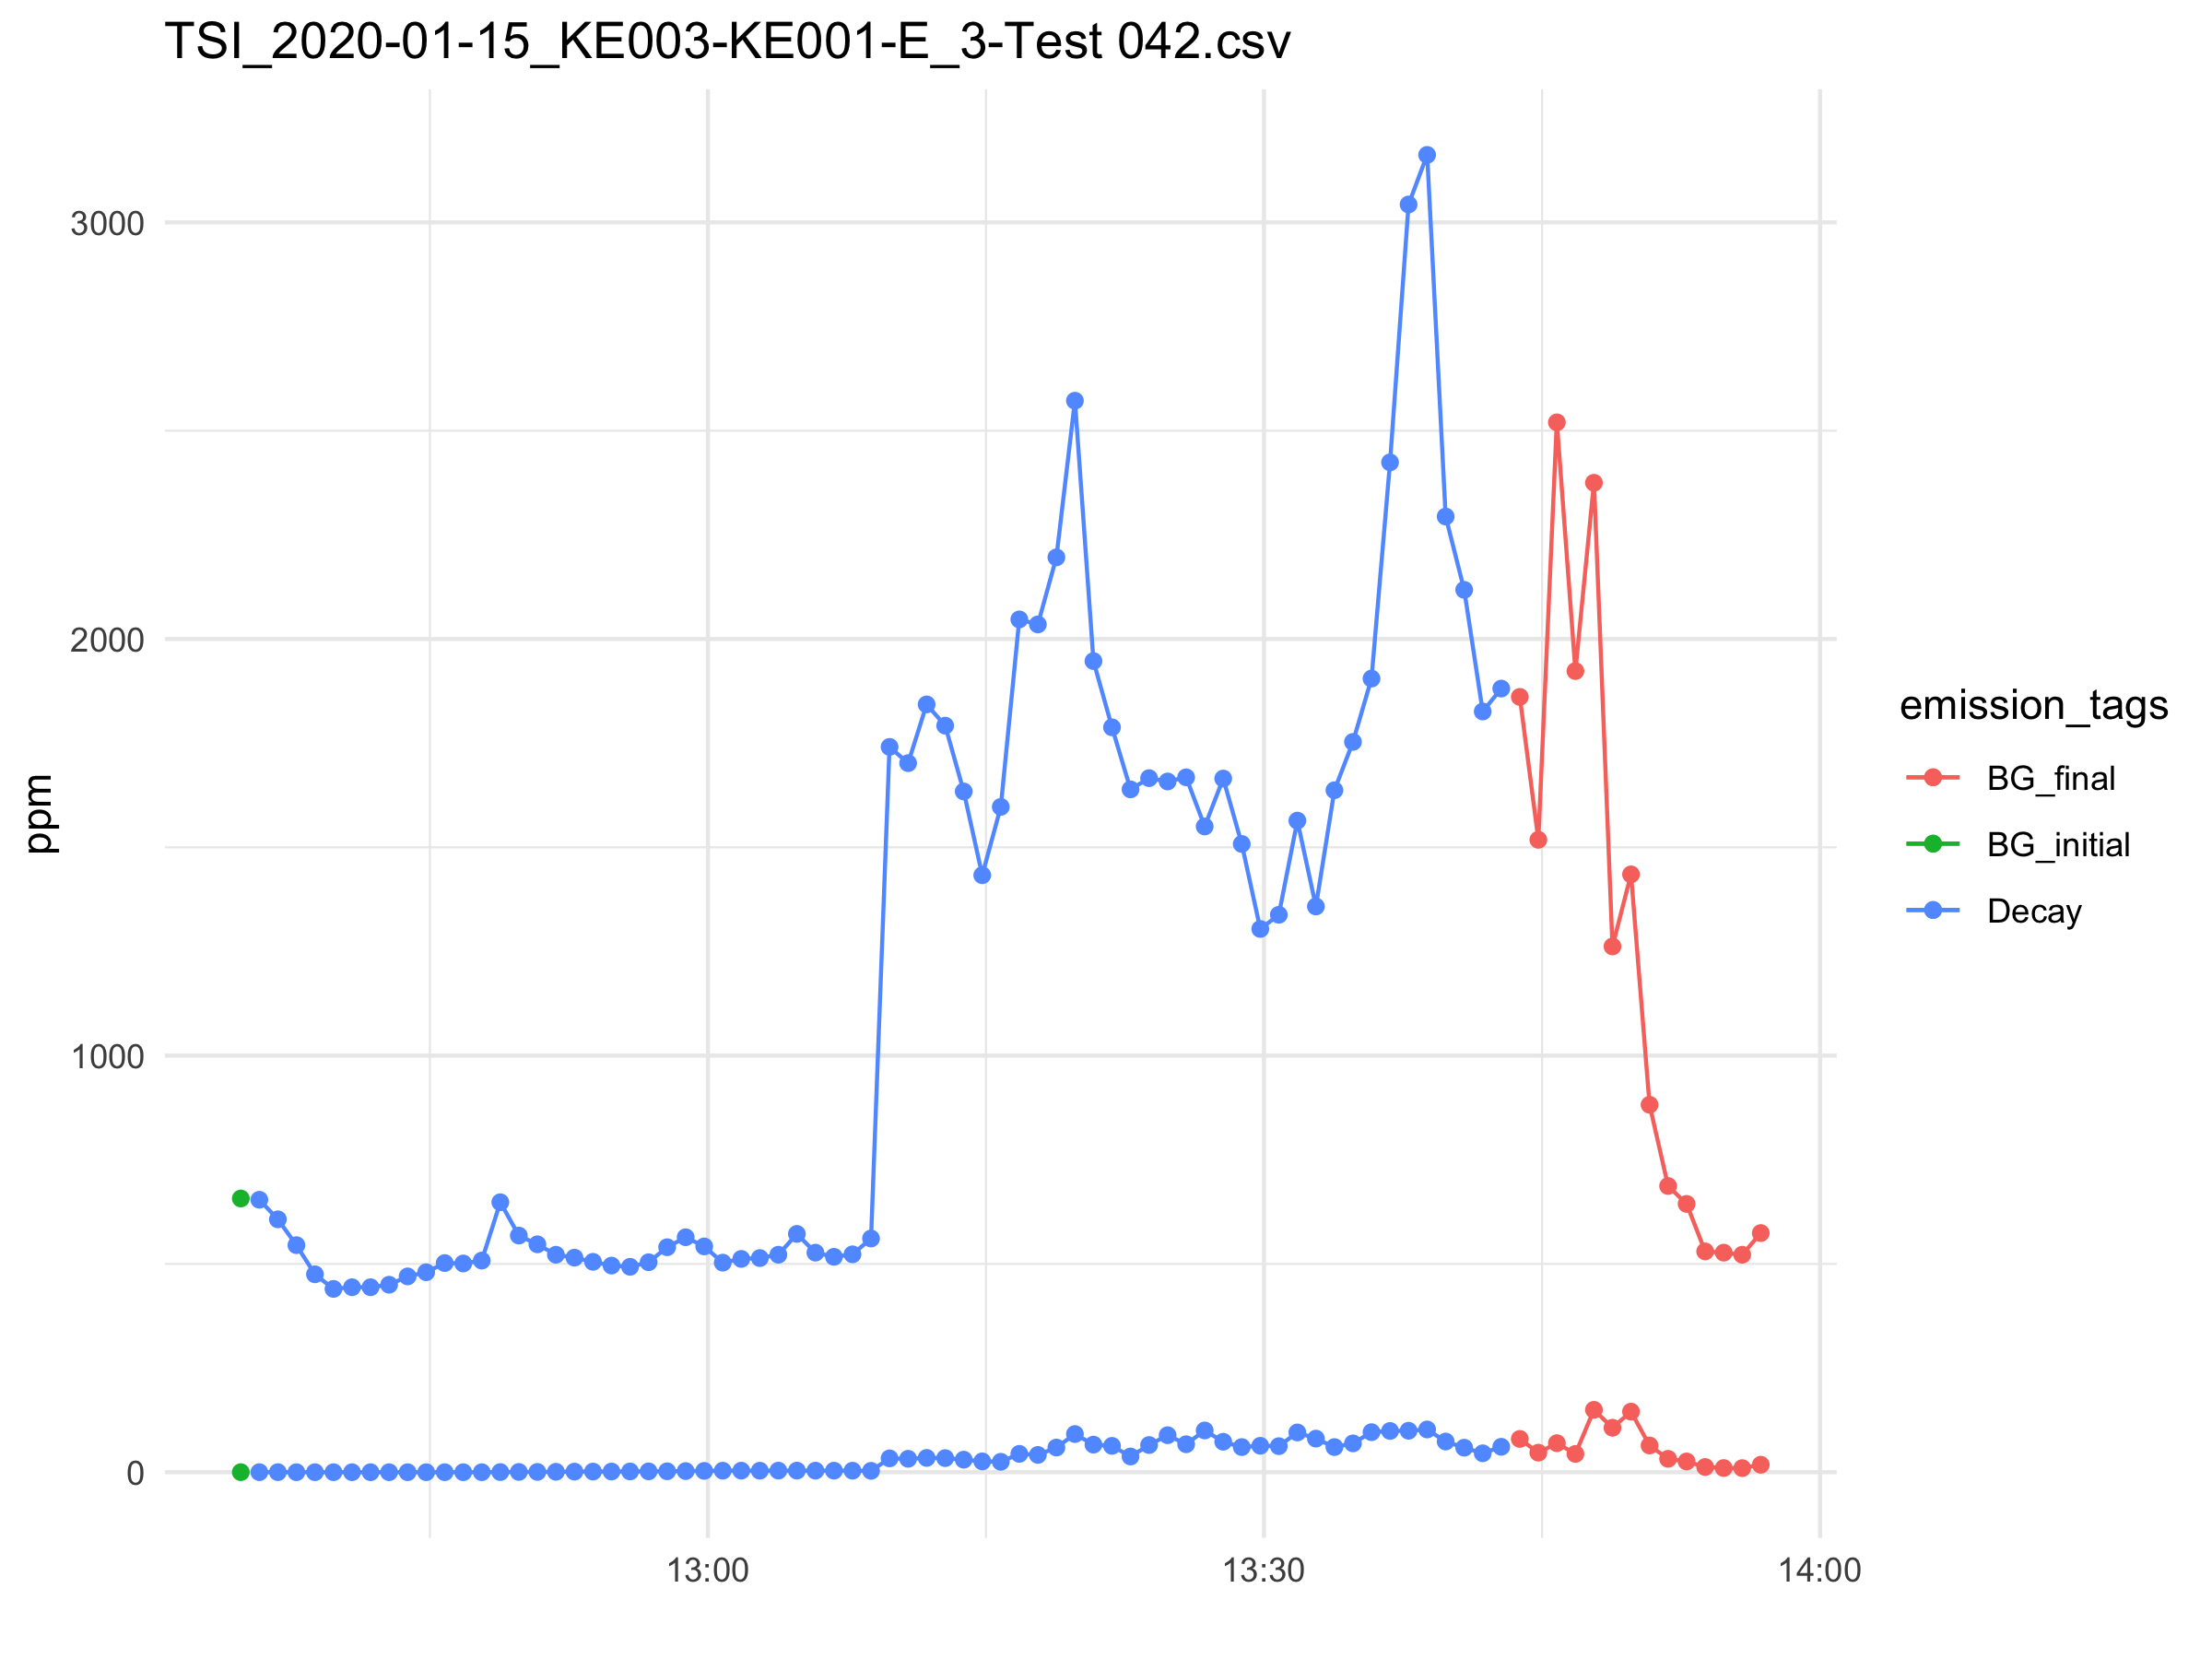 TSI_2020-01-15_KE003-KE001-E_3-Test 042.csv
ppm
3000
2000
1000
0
13:00
13:30
14:00
emission_tags
BG_final
BG_initial
Decay